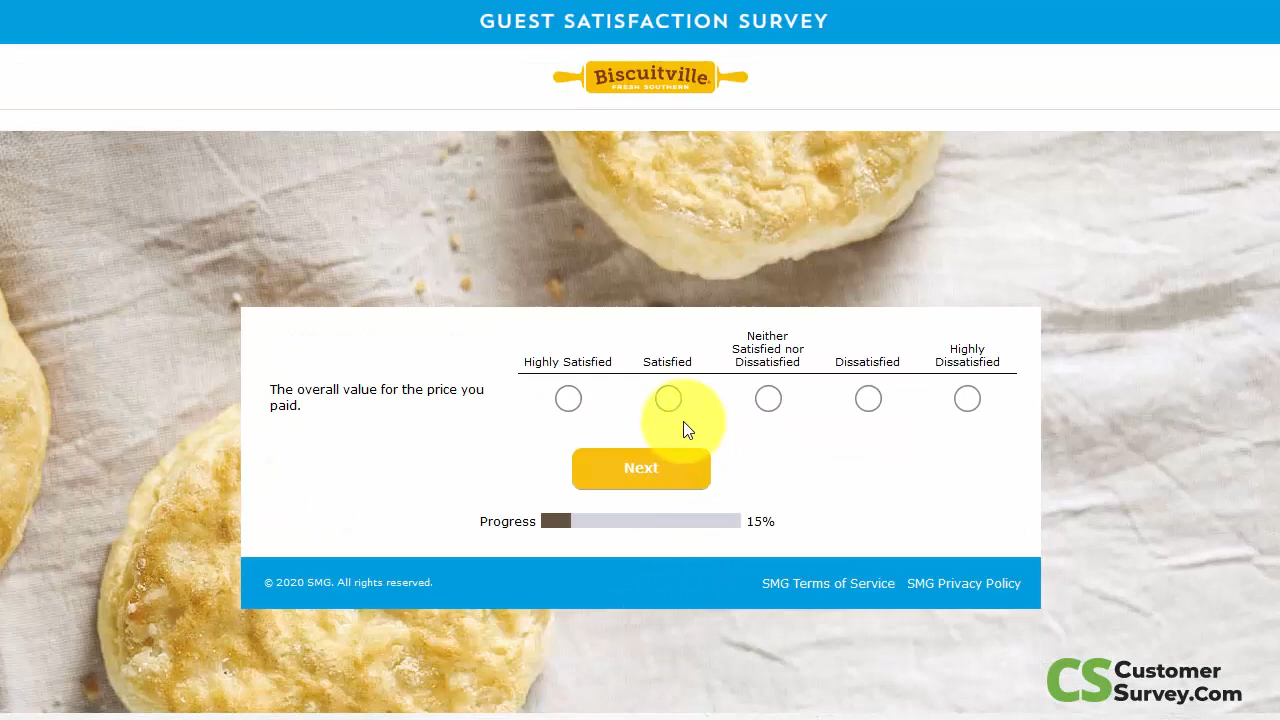 GUEST SATISFACTION SURVEY
Biscuitville
FRESH SOUTHERN
Highly Satisfied
Satisfied
Neither
Satisfied nor
Dissatisfied
Dissatisfied
Highly
Dissatisfied
The overall value for the price you
paid.
Next
Progress 15%
© 2020 SMG. All rights reserved.
SMG Terms of Service SMG Privacy Policy
CS Customer
Survey.Com